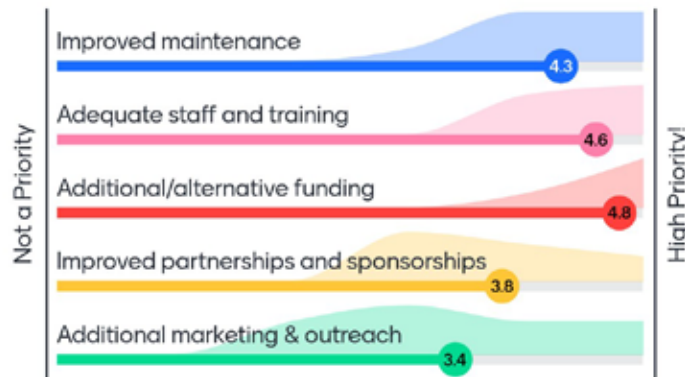 Not a Priority
Improved maintenance
4.3
Adequate staff and training
4.6
Additional/alternative funding
4.8
Improved partnerships and sponsorships
3.8
Additional marketing & outreach
3.4
High Priority!